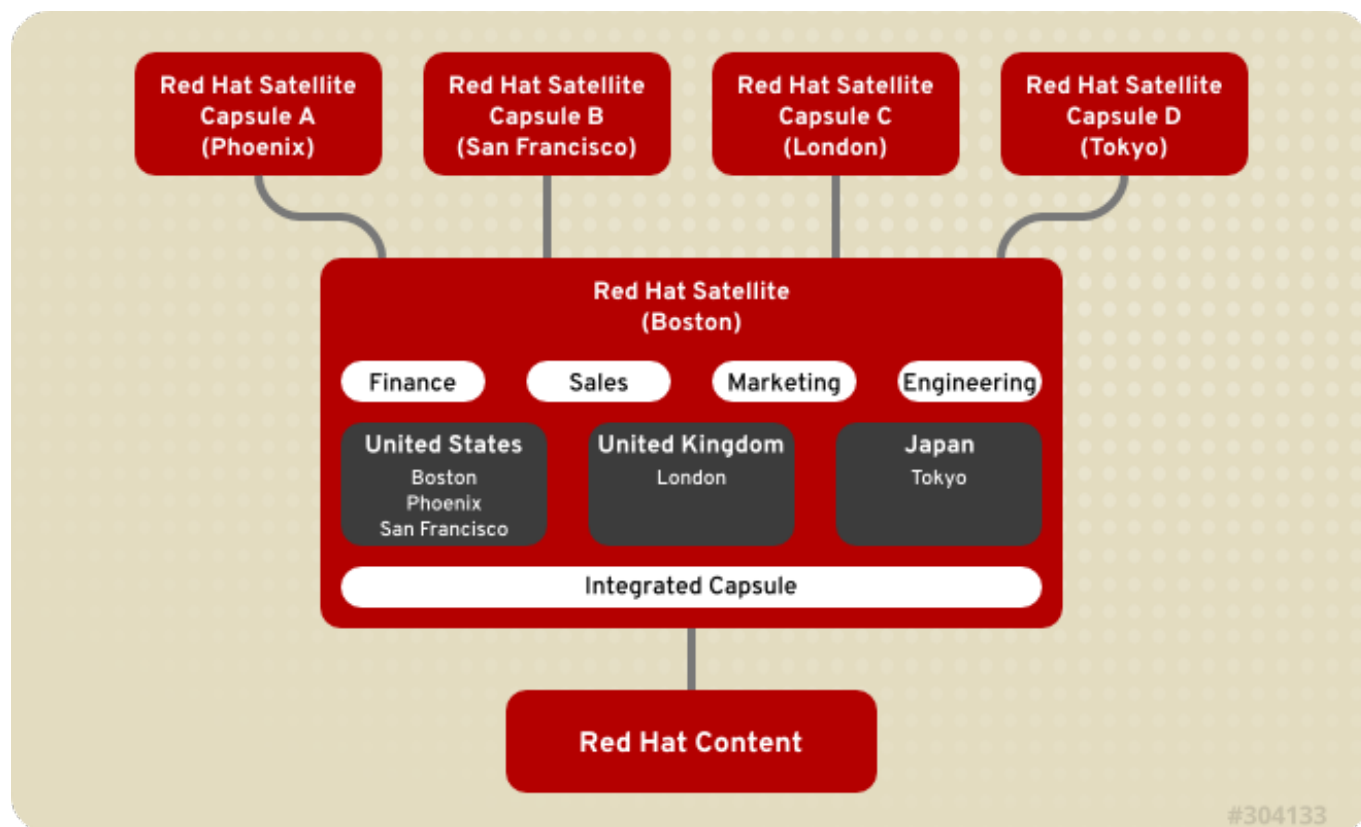 Red Hat Satellite
Capsule A
(Phoenix)
Red Hat Satellite
Capsule B
(San Francisco)
Red Hat Satellite
Capsule C
(London)
Red Hat Satellite
Capsule D
(Tokyo)
Red Hat Satellite
(Boston)
Finance
Sales
Marketing
Engineering
United States
Boston
Phoenix
San Francisco
United Kingdom
London
Japan
Tokyo
Integrated Capsule
Red Hat Content
#304133